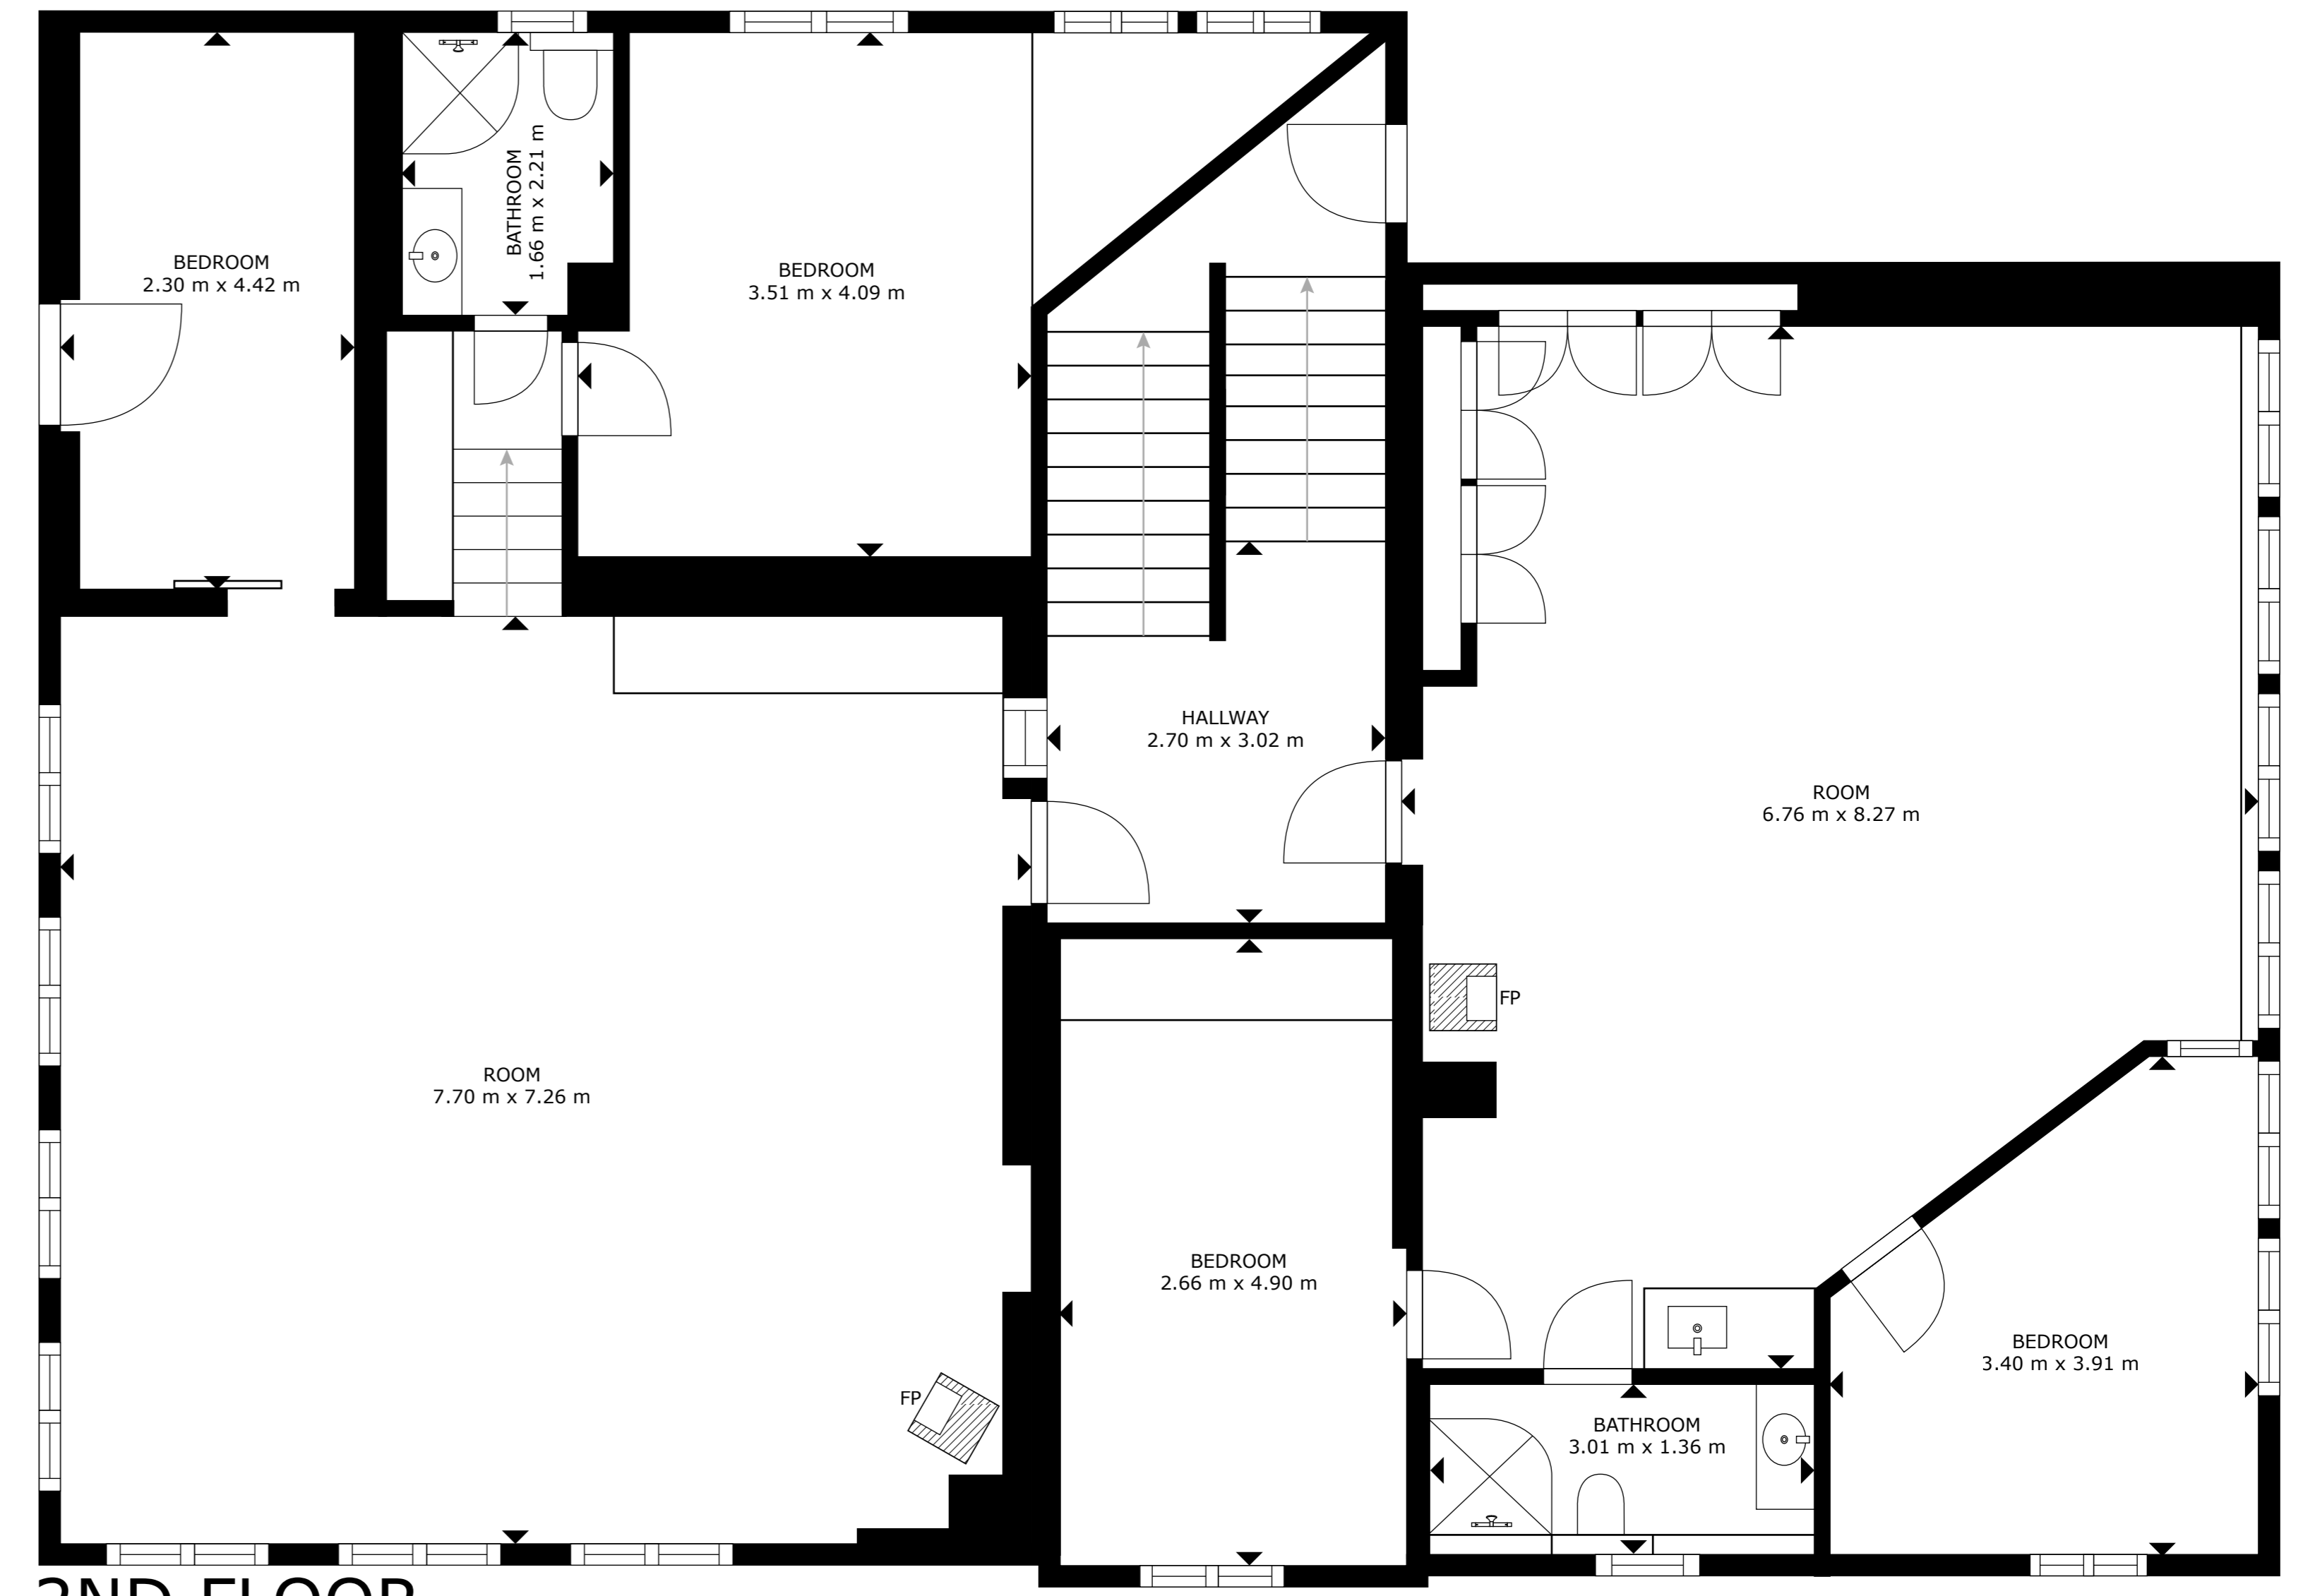 BEDROOM
2.30 m x 4.42 m
BATHROOM
1.66 m x 2.21 m
BEDROOM
3.51 m x 4.09 m
HALLWAY
2.70 m x 3.02 m
ROOM
6.76 m x 8.27 m
FP
ROOM
7.70 m x 7.26 m
BEDROOM
2.66 m x 4.90 m
BEDROOM
3.40 m x 3.91 m
FP
BATHROOM
3.01 m x 1.36 m
2ND FLOOR